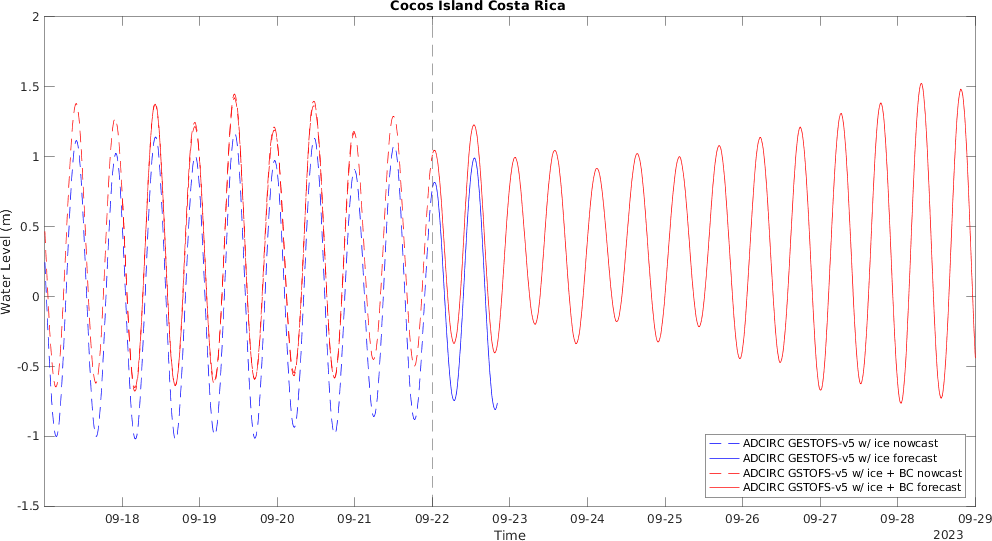 Cocos Island Costa Rica
2
1.5
1
0.5
0
-0.5
-1
-1.5
Water Level (m)
ADCIRC GESTOFS-v5 w/ ice nowcast
ADCIRC GESTOFS-v5 w/ ice forecast
ADCIRC GSTOFS-v5 w/ ice + BC nowcast
ADCIRC GSTOFS-v5 w/ ice + BC forecast
09-18 09-19 09-20 09-21 09-22 09-23 09-24 09-25 09-26 09-27 09-28 09-29
Time
2023